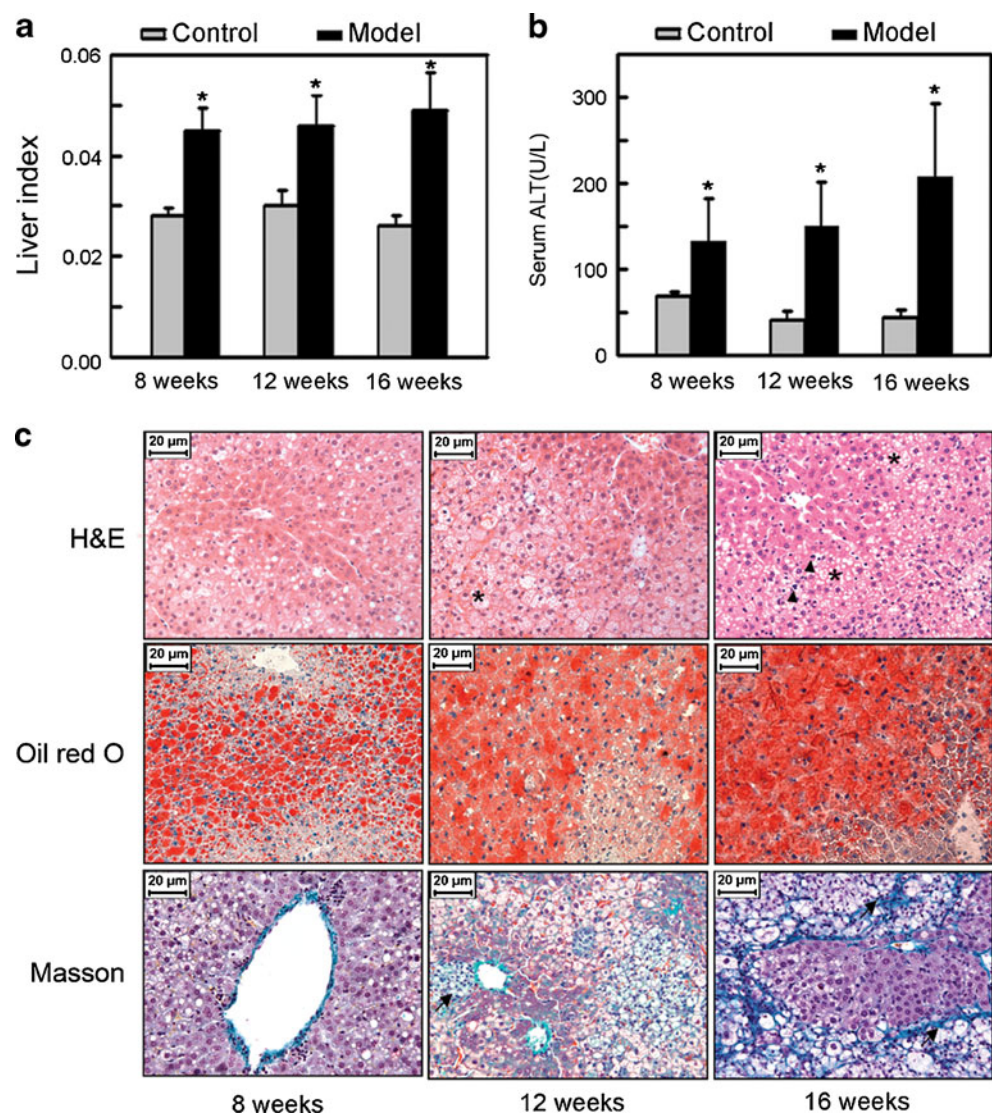 a
Control
Model
0.06
0.04
0.02
0.00
Liver index
*
*
*
8 weeks
12 weeks
16 weeks
b
Control
Model
300
200
100
0
Serum ALT(U/L)
*
*
*
8 weeks
12 weeks
16 weeks
c
H&E
20 µm
20 µm
*
20 µm
*
*
Oil red O
20 µm
20 µm
20 µm
Masson
20 µm
20 µm
20 µm
8 weeks
12 weeks
16 weeks